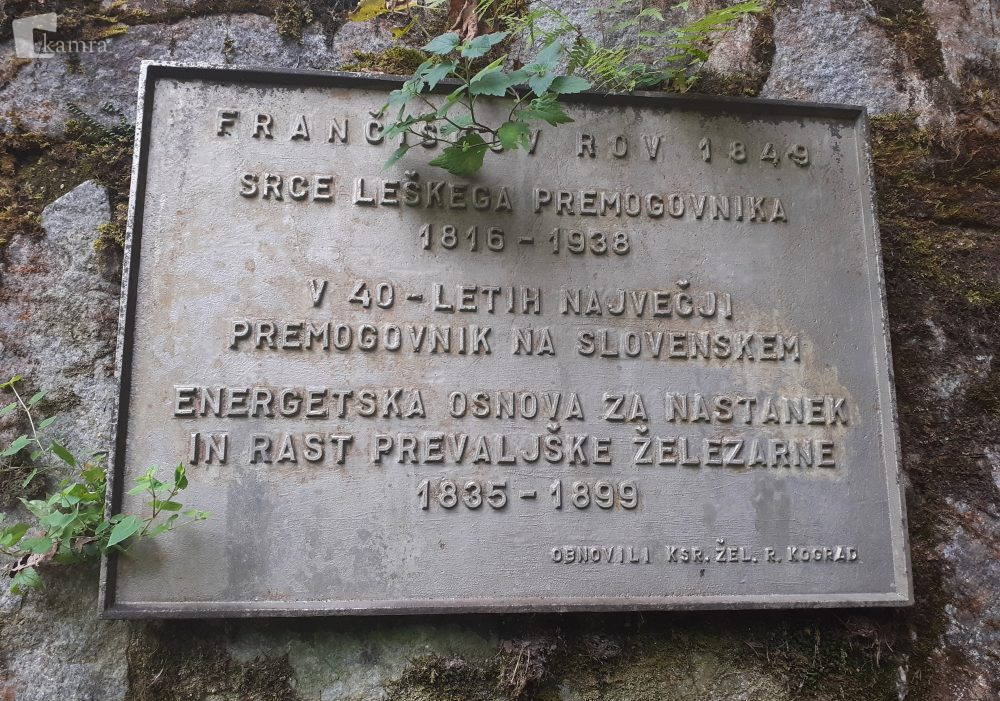 kamra
FRANČIŠKOV ROV 1849
SRCE LEŠKEGA PREMOGOVNIKA
1816 - 1938
V 40 - LETIH NAJVEČJI
PREMOGOVNIK NA SLOVENSKEM
ENERGETSKA OSNOVA ZA NASTANEK
IN RAST PREVALJŠKE ŽELEZARNE
1835 - 1899
OBNOVILI KSR. ŽEL. R. KOGRAD